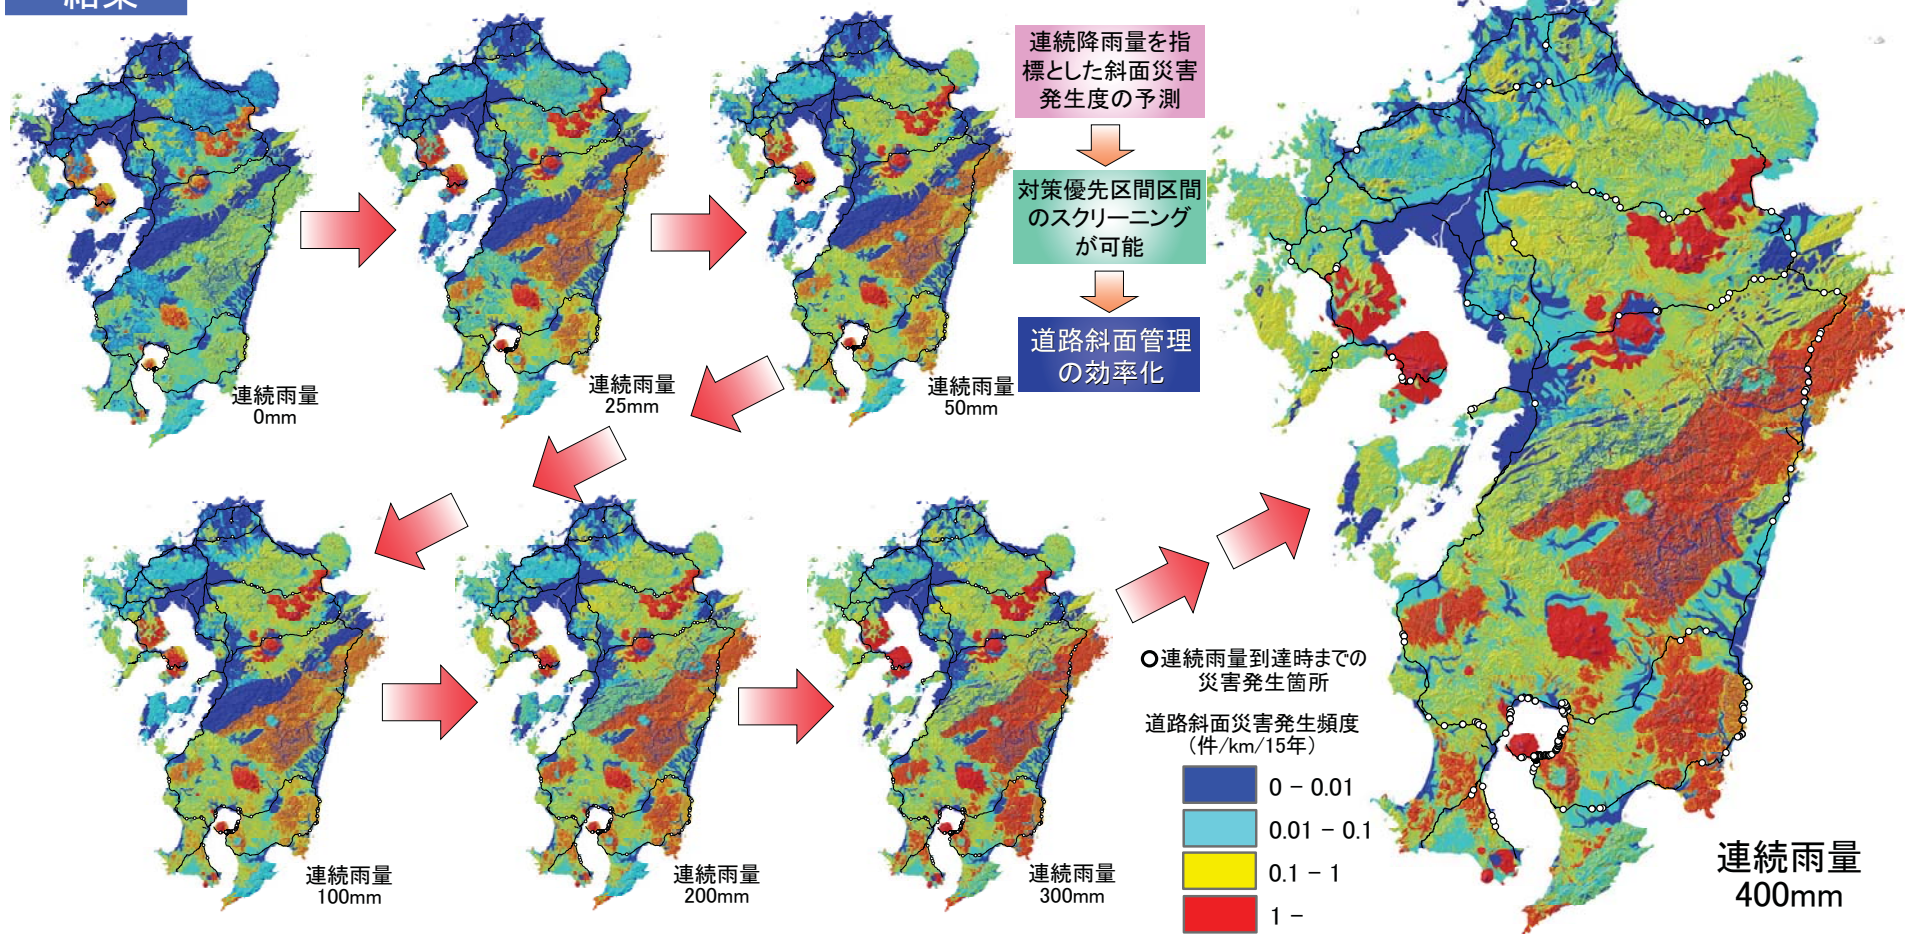 結果
連続降雨量を指
標とした斜面災害
発生度の予測
対策優先区間区間
のスクリーニング
が可能
道路斜面管理
の効率化
連続雨量
0mm
連続雨量
25mm
連続雨量
50mm
連続雨量
100mm
連続雨量
200mm
連続雨量
300mm
連続雨量到達時までの
災害発生箇所
道路斜面災害発生頻度
(件/km/15年)
0 - 0.01
0.01 - 0.1
0.1 - 1
1 -
連続雨量
400mm